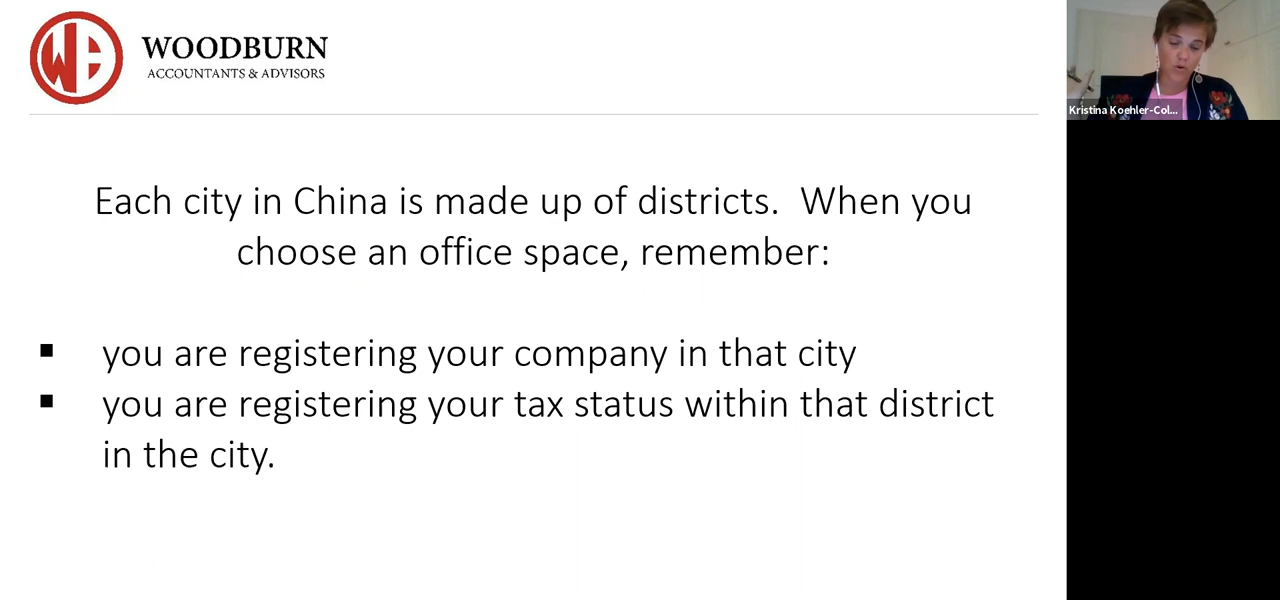 WOODBURN
ACCOUNTANTS & ADVISORS
Kristina Koehler-Col...
Each city in China is made up of districts.  When you
choose an office space, remember:
▪ you are registering your company in that city
▪ you are registering your tax status within that district
in the city.